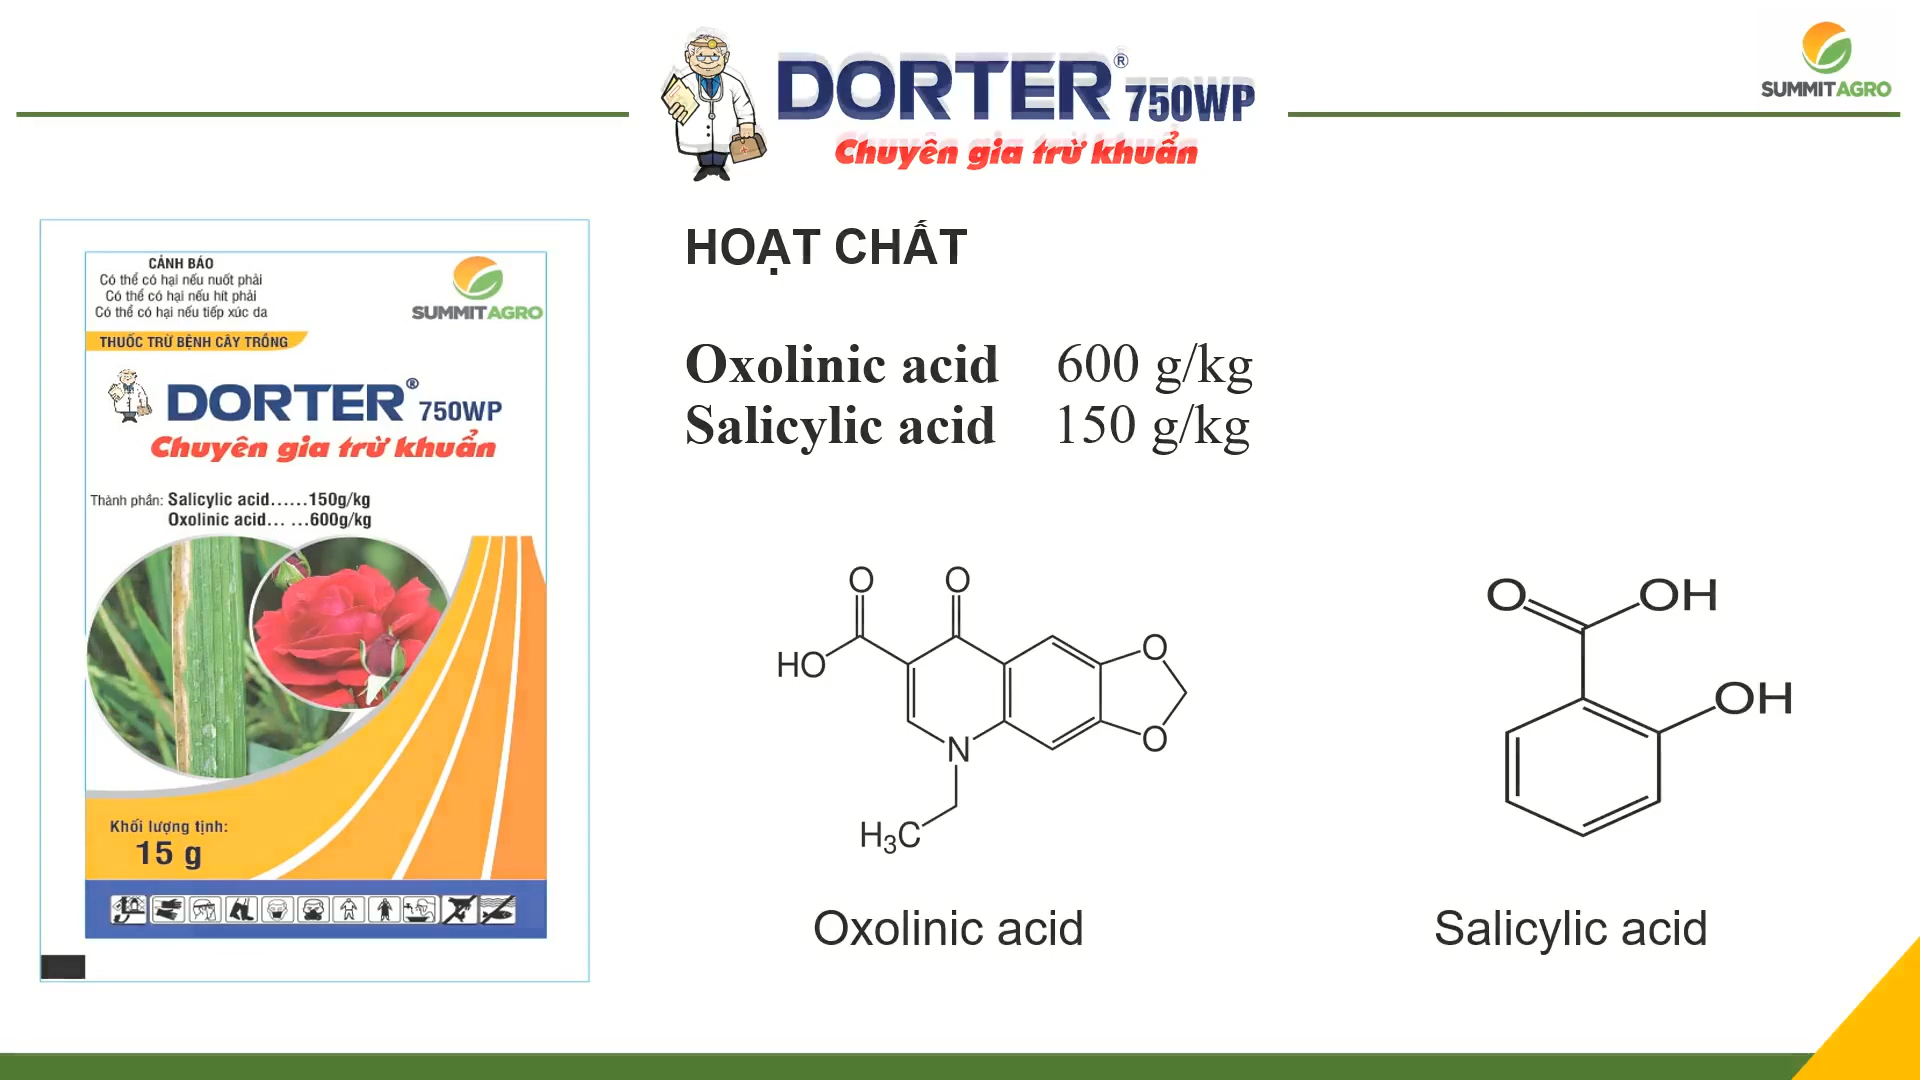 DORTER® 750WP
Chuyên gia trừ khuẩn
SUMMITAGRO
CẢNH BÁO
Có thể có hại nếu nuốt phải
Có thể có hại nếu hít phải
Có thể có hại nếu tiếp xúc da
SUMMITAGRO
THUỐC TRỪ BỆNH CÂY TRỒNG
DORTER® 750WP
Chuyên gia trừ khuẩn
Thành phần: Salicylic acid......150g/kg
Oxolinic acid... ...600g/kg
Khối lượng tịnh:
15 g
HOẠT CHẤT
Oxolinic acid 600 g/kg
Salicylic acid 150 g/kg
O O
HO
O
O
N
H₃C
O OH
OH
Oxolinic acid
Salicylic acid